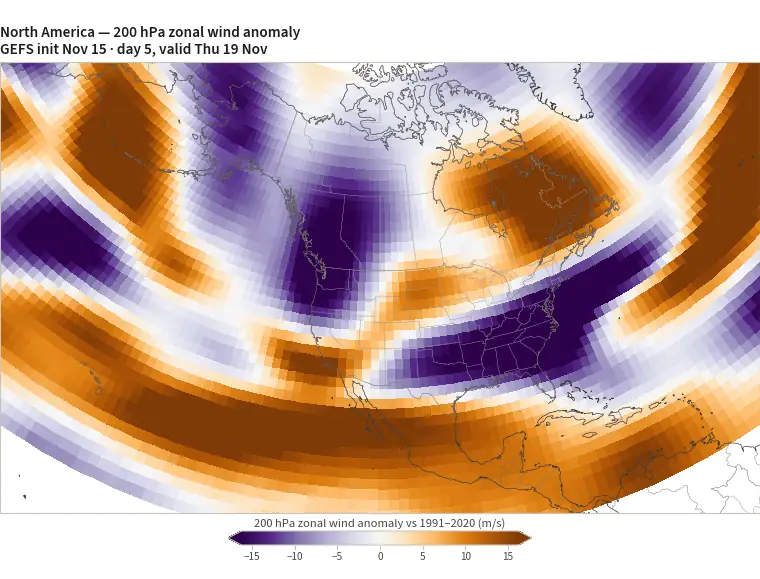 North America — 200 hPa zonal wind anomaly
GEFS init Nov 15 · day 5, valid Thu 19 Nov
200 hPa zonal wind anomaly vs 1991–2020 (m/s)
−15 −10 −5 0 5 10 15